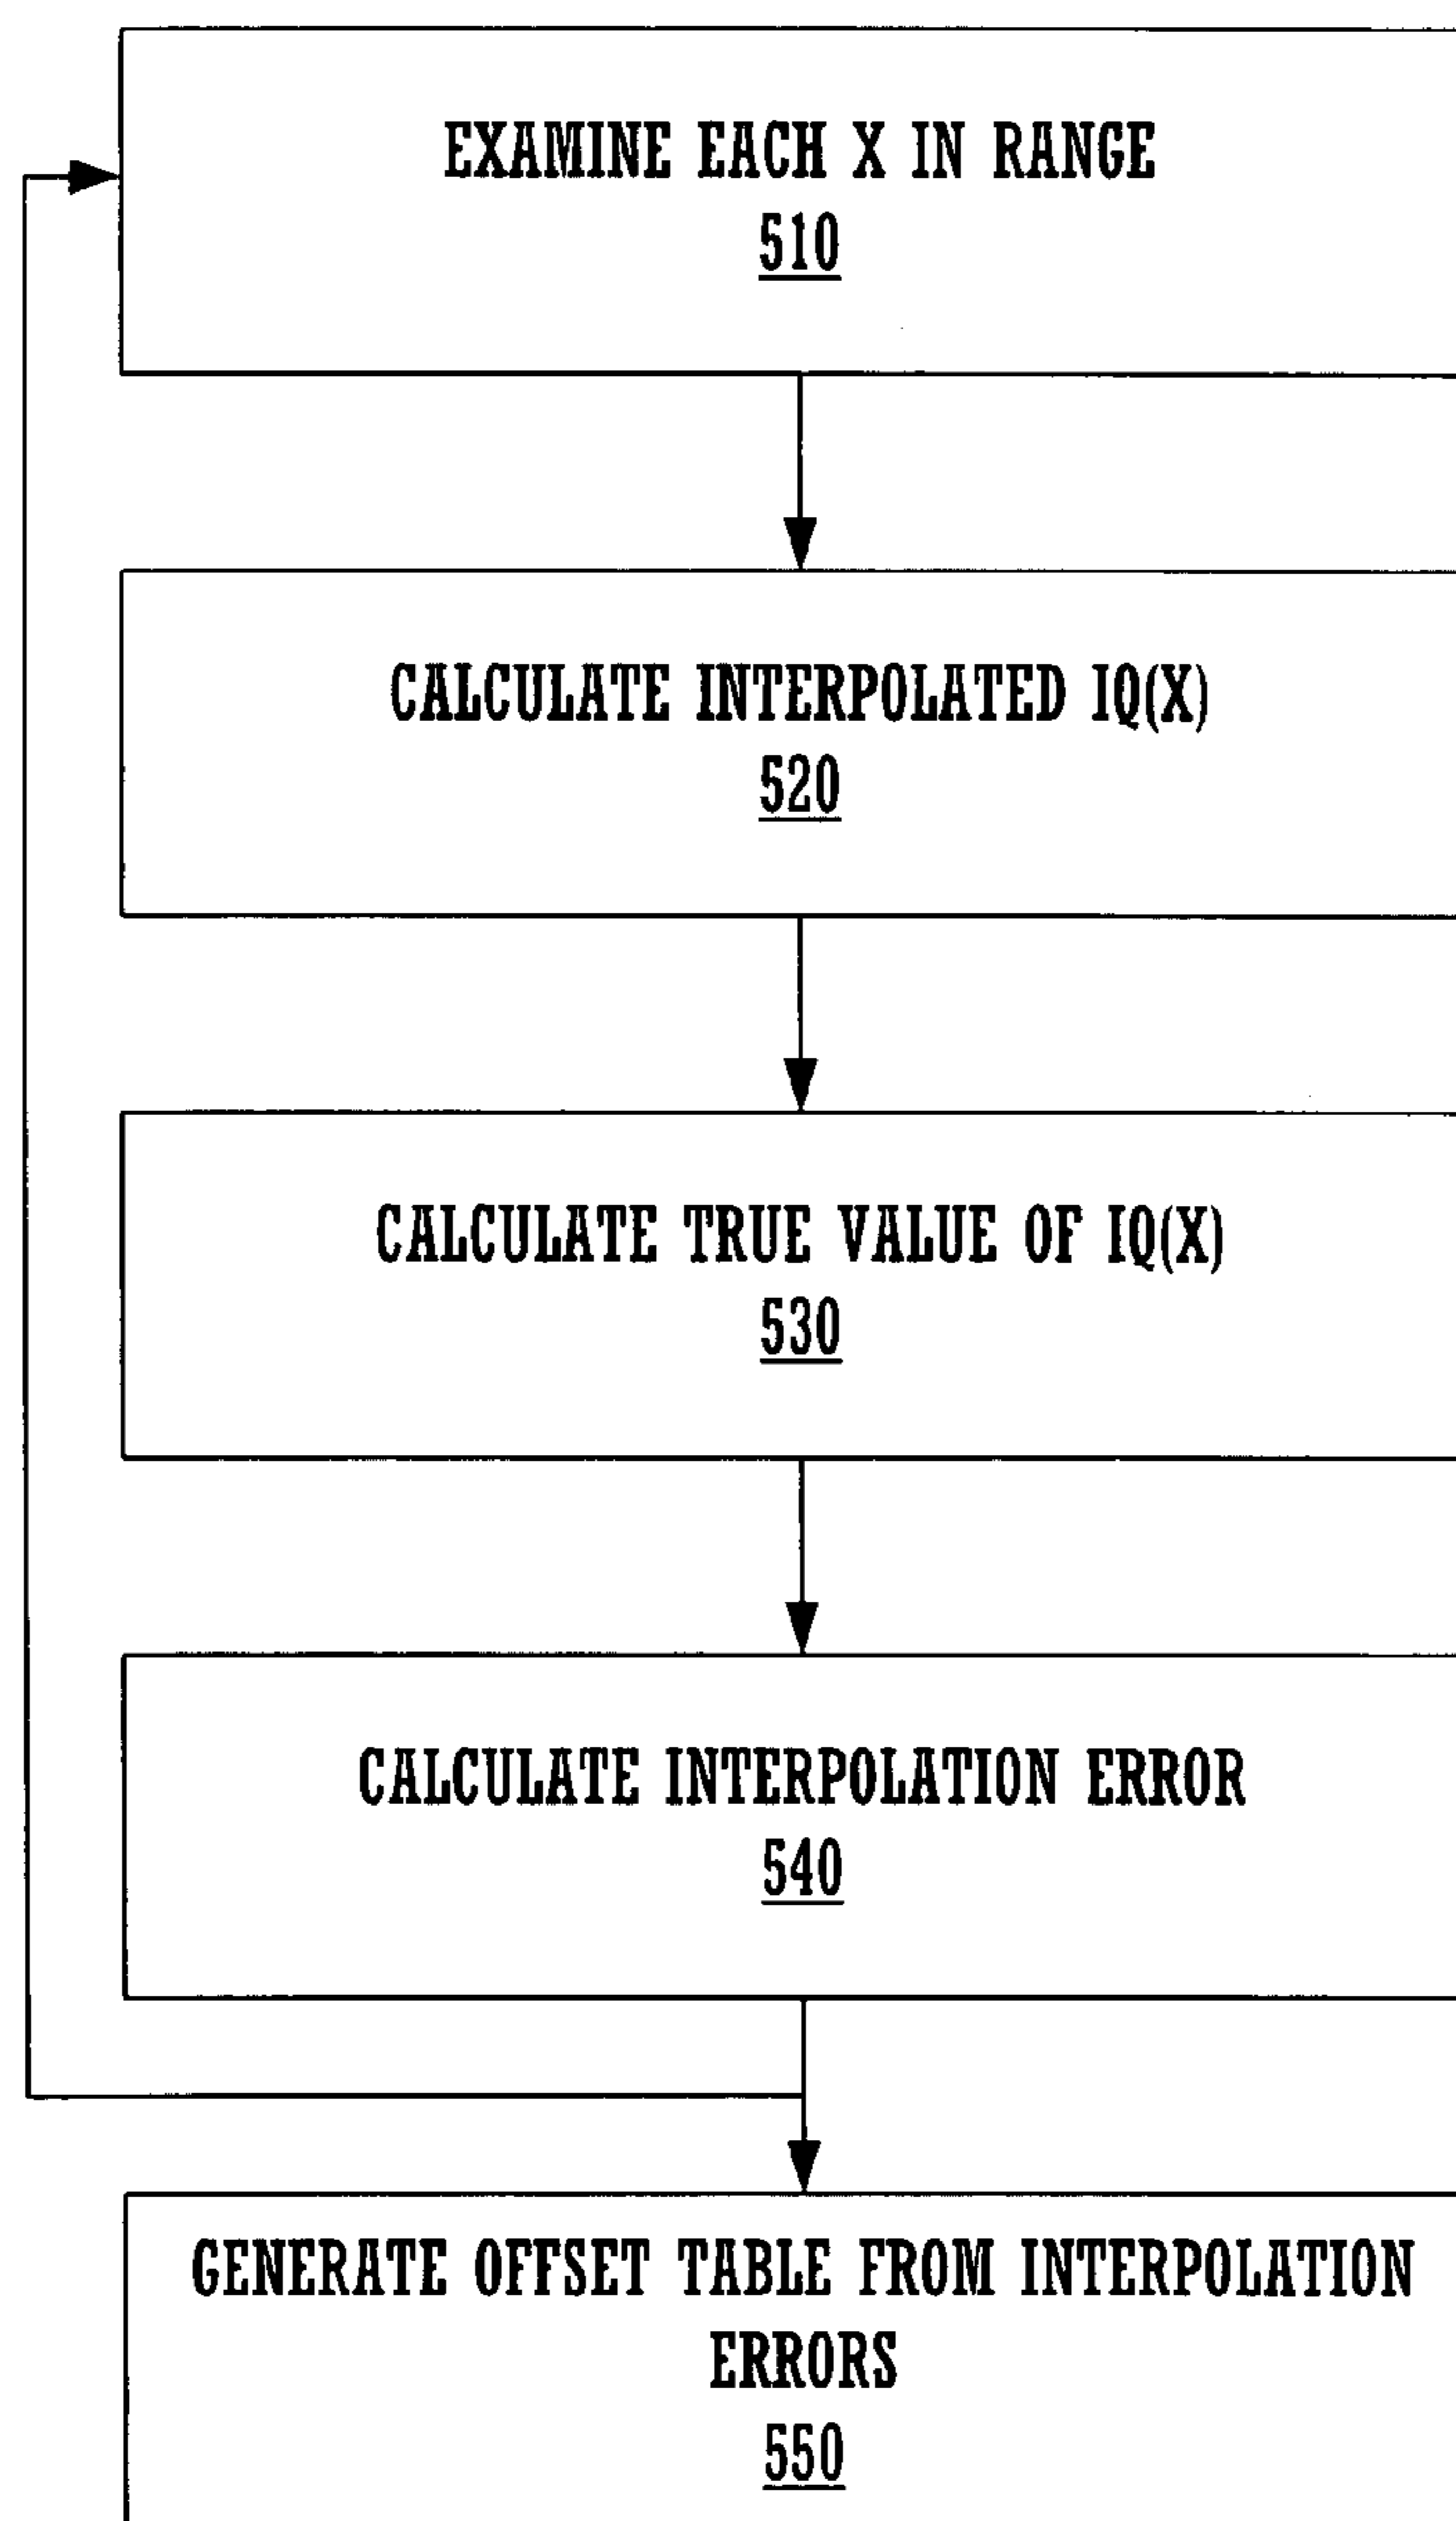 EXAMINE EACH X IN RANGE
510
CALCULATE INTERPOLATED IQ(X)
520
CALCULATE TRUE VALUE OF IQ(X)
530
CALCULATE INTERPOLATION ERROR
540
GENERATE OFFSET TABLE FROM INTERPOLATION
ERRORS
550